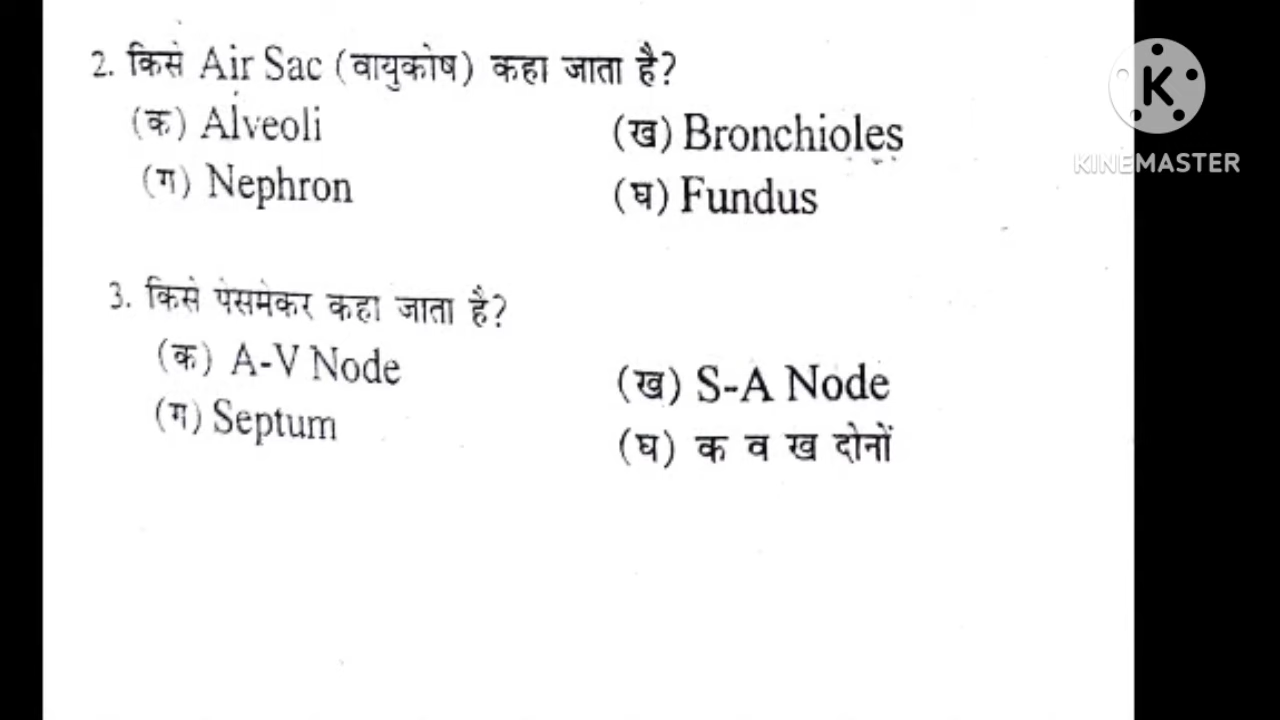 2. किसे Air Sac (वायुकोष) कहा जाता है?
(क) Alveoli (ख) Bronchioles
(ग) Nephron (घ) Fundus
3. किसे पेसमेकर कहा जाता है?
(क) A-V Node (ख) S-A Node
(ग) Septum (घ) क व ख दोनों
K
KINEMASTER